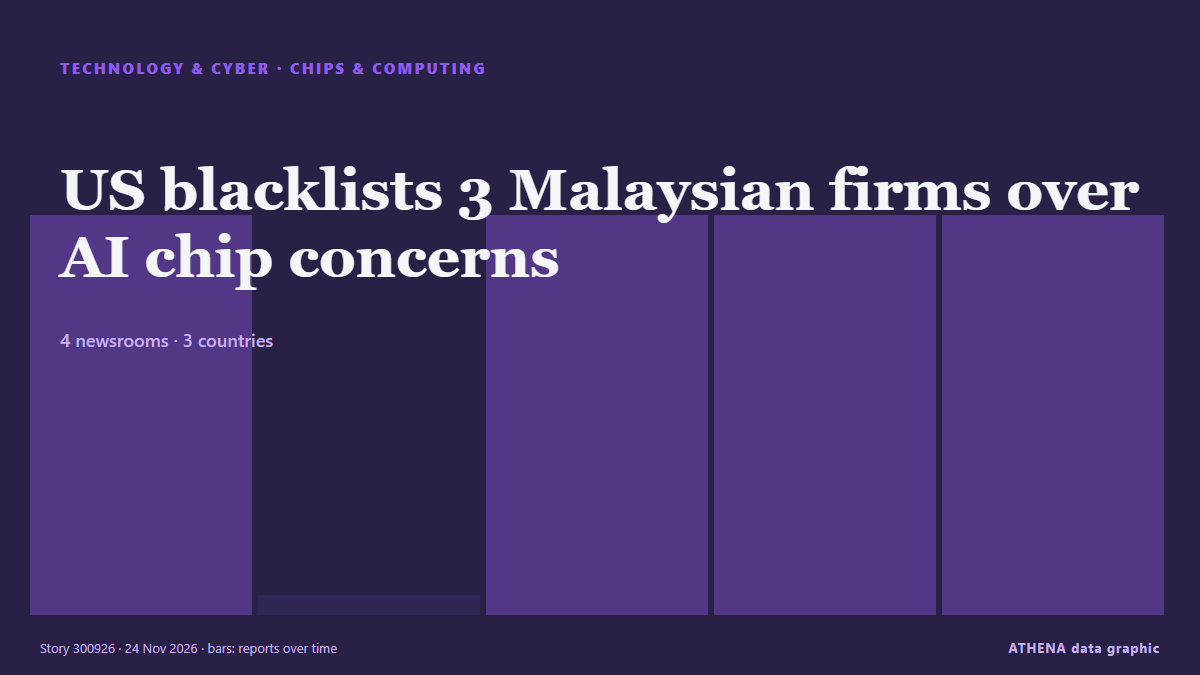 TECHNOLOGY & CYBER · CHIPS & COMPUTING
US blacklists 3 Malaysian firms over
AI chip concerns
4 newsrooms · 3 countries
Story 300926 · 24 Nov 2026 · bars: reports over time
ATHENA data graphic